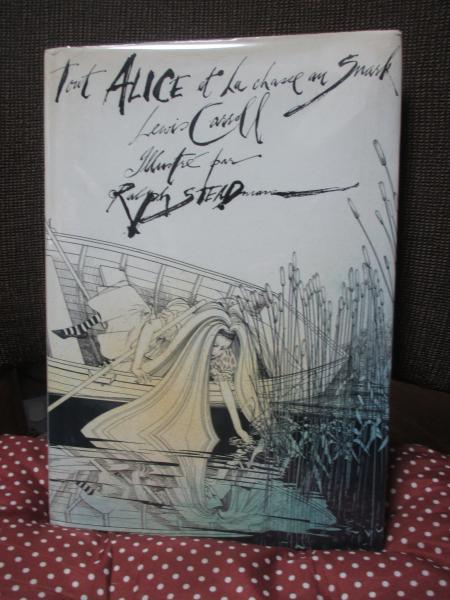 Tout ALICE et La chasse au Snark
Lewis Carroll
Illustré par
Ralph STEADman